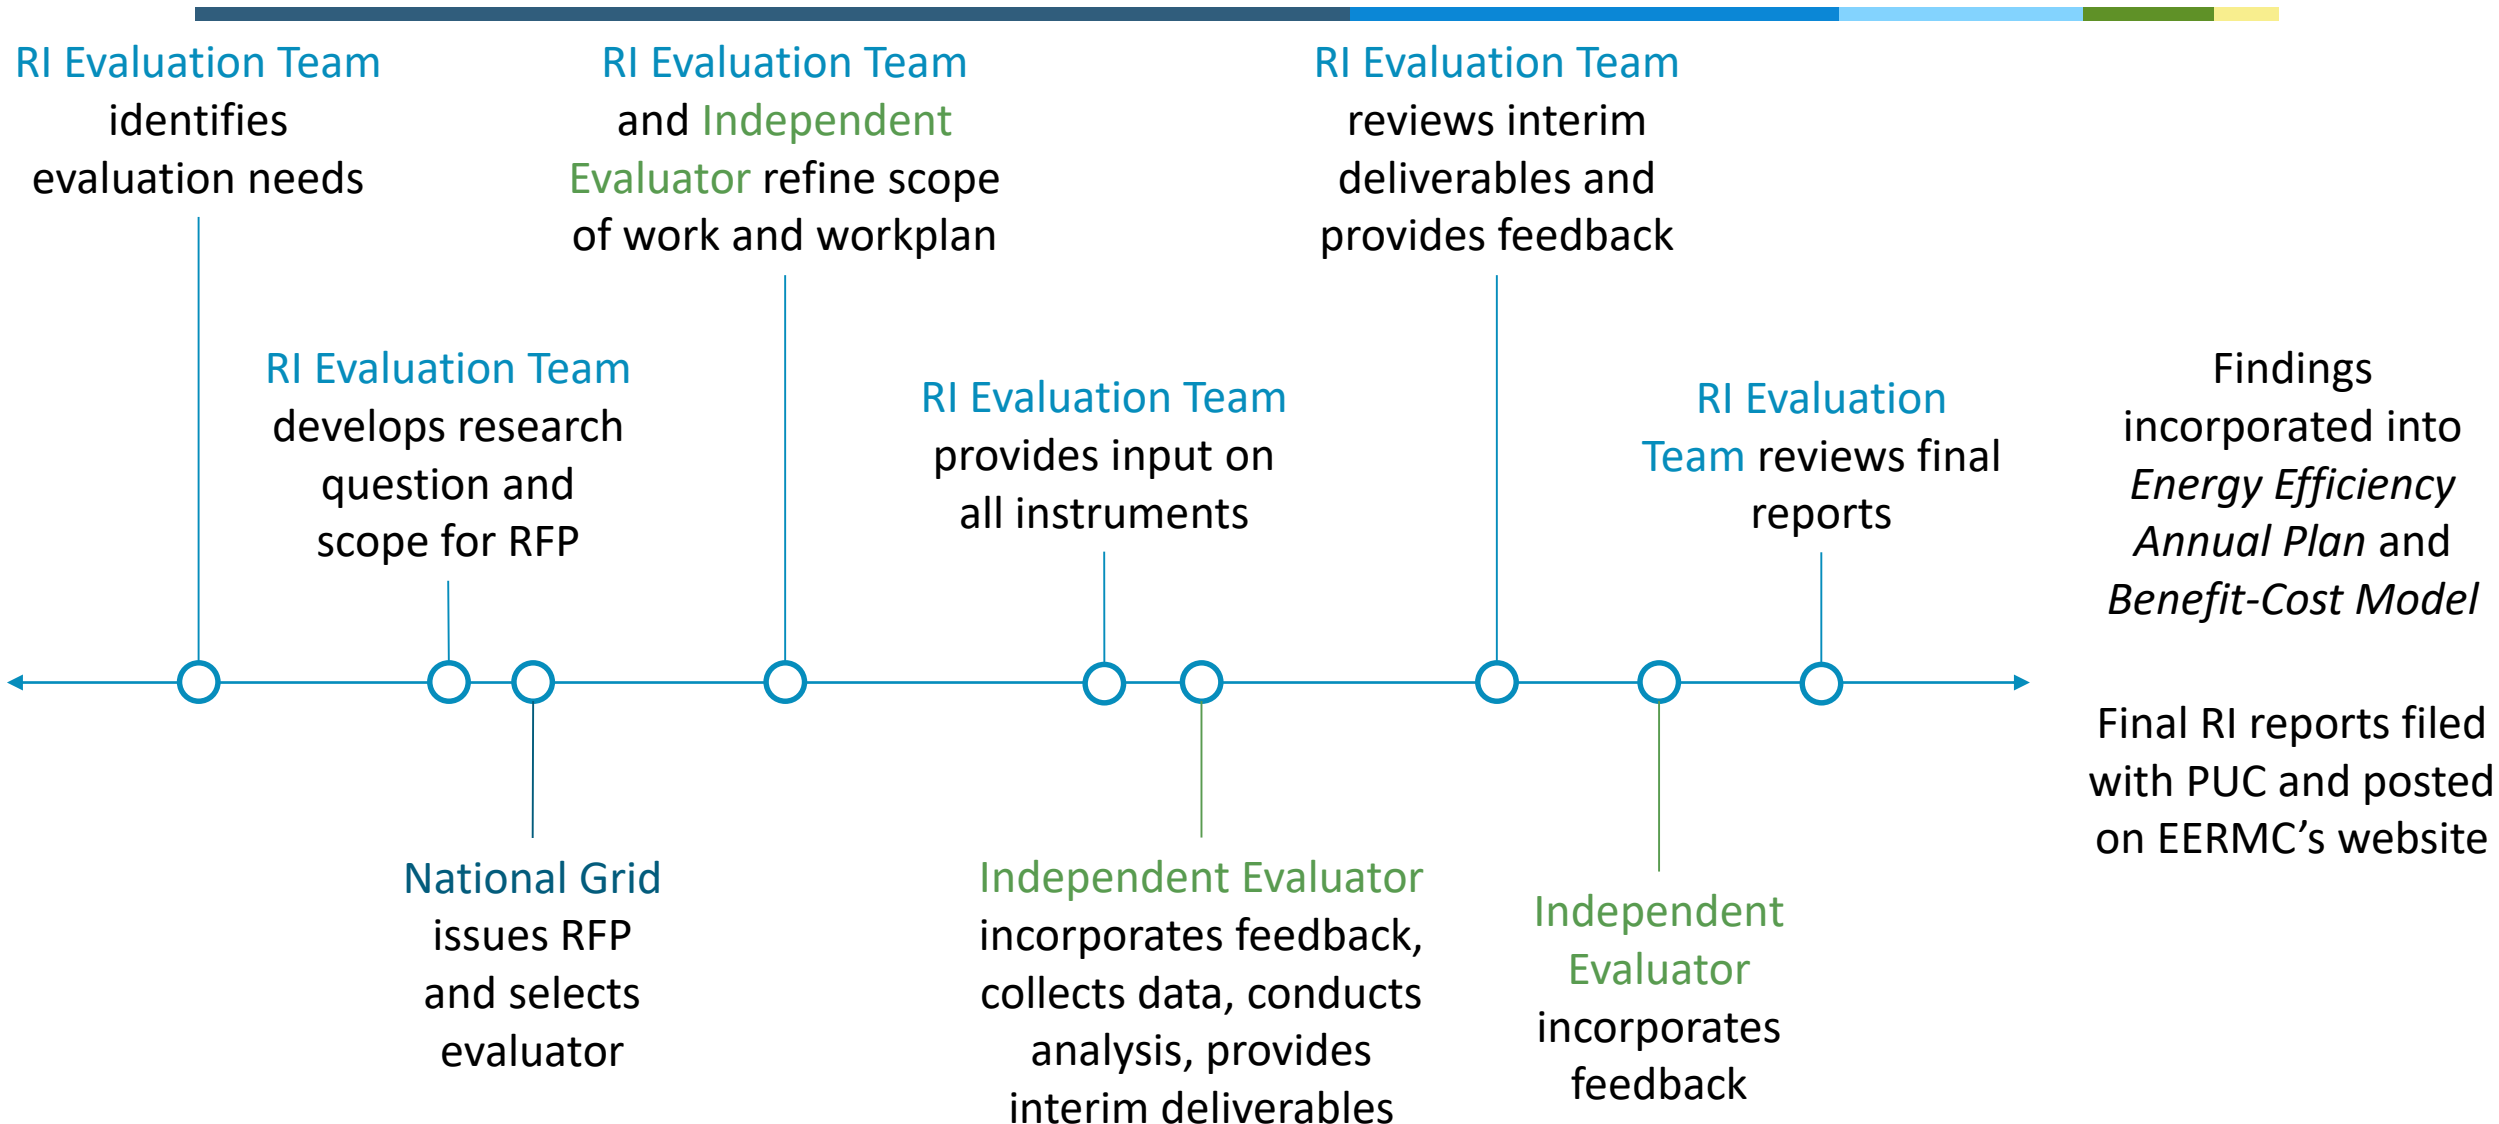 RI Evaluation Team
identifies
evaluation needs
RI Evaluation Team
develops research
question and
scope for RFP
National Grid
issues RFP
and selects
evaluator
RI Evaluation Team
and Independent
Evaluator refine scope
of work and workplan
RI Evaluation Team
provides input on
all instruments
Independent Evaluator
incorporates feedback,
collects data, conducts
analysis, provides
interim deliverables
RI Evaluation Team
reviews interim
deliverables and
provides feedback
Independent
Evaluator
incorporates
feedback
RI Evaluation
Team reviews final
reports
Findings
incorporated into
Energy Efficiency
Annual Plan and
Benefit-Cost Model
Final RI reports filed
with PUC and posted
on EERMC’s website